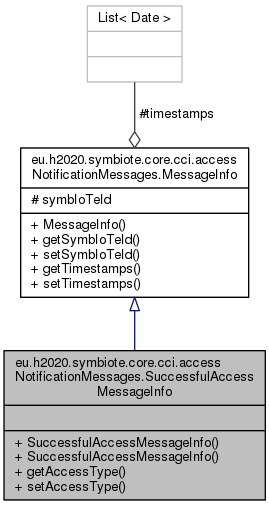 List< Date >
#timestamps
eu.h2020.symbiote.core.cci.access
NotificationMessages.MessageInfo
# symbIoTeId
+ MessageInfo()
+ getSymbIoTeId()
+ setSymbIoTeId()
+ getTimestamps()
+ setTimestamps()
eu.h2020.symbiote.core.cci.access
NotificationMessages.SuccessfulAccess
MessageInfo
+ SuccessfulAccessMessageInfo()
+ SuccessfulAccessMessageInfo()
+ getAccessType()
+ setAccessType()